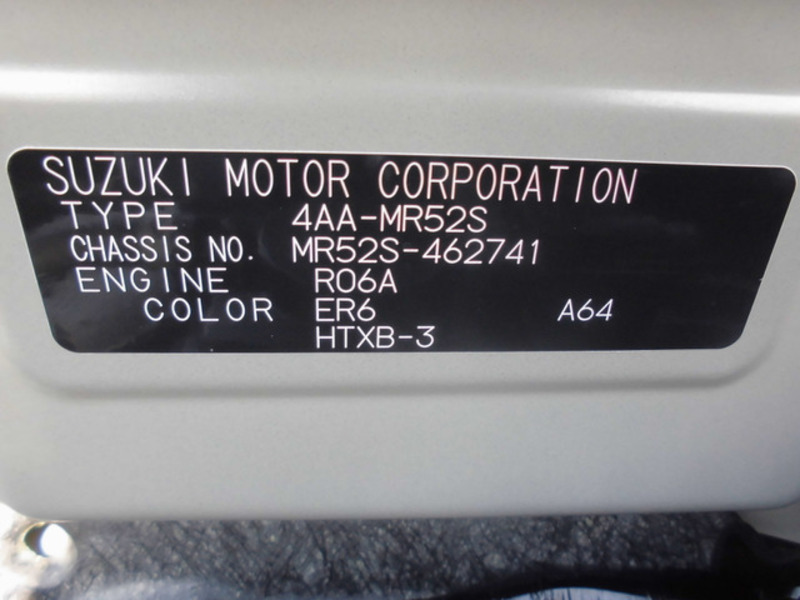 SUZUKI MOTOR CORPORATION
TYPE 4AA-MR52S
CHASSIS NO. MR52S-462741
ENGINE R06A
COLOR ER6 A64
HTXB-3